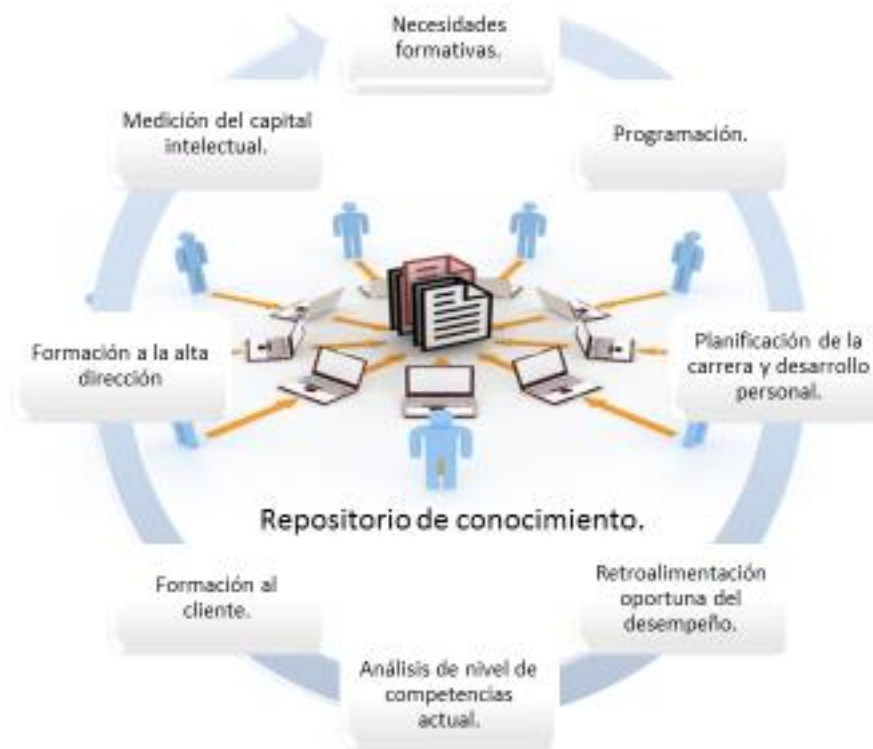 Necesidades
formativas.
Programación.
Planificación de la
carrera y desarrollo
personal.
Retroalimentación
oportuna del
desempeño.
Análisis de nivel de
competencias
actual.
Formación al
cliente.
Formación a la alta
dirección
Medición del capital
intelectual.
Repositorio de conocimiento.